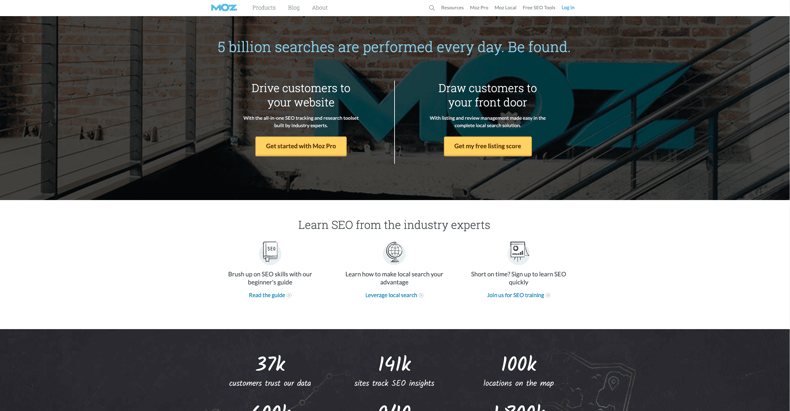 MOZ
Products Blog About
Resources Moz Pro Moz Local Free SEO Tools Log in
5 billion searches are performed every day. Be found.
Drive customers to
your website
With the all-in-one SEO tracking and research toolset
built by industry experts.
Get started with Moz Pro
Draw customers to
your front door
With listing and review management made easy in the
complete local search solution.
Get my free listing score
MOZ
Learn SEO from the industry experts
SEO
Brush up on SEO skills with our
beginner's guide
Read the guide
Learn how to make local search your
advantage
Leverage local search
Short on time? Sign up to learn SEO
quickly
Join us for SEO training
37k
customers trust our data
141k
sites track SEO insights
100k
locations on the map